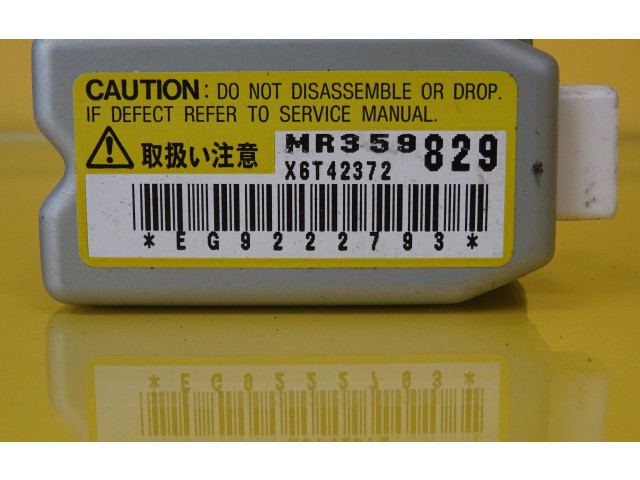 CAUTION: DO NOT DISASSEMBLE OR DROP.
IF DEFECT REFER TO SERVICE MANUAL.
取扱い注意 MR359829
X6T42372
*EG9222793*